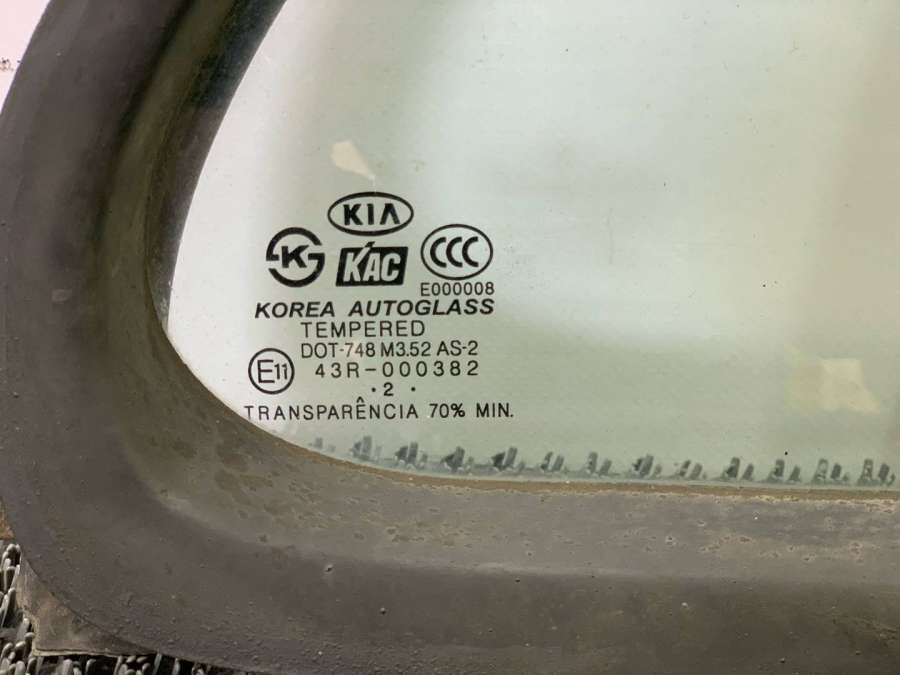 KIA
K KAC CCC
E000008
KOREA AUTOGLASS
TEMPERED
DOT-748 M3.52 AS-2
E11 43R-000382
·2·
TRANSPARÊNCIA 70% MIN.